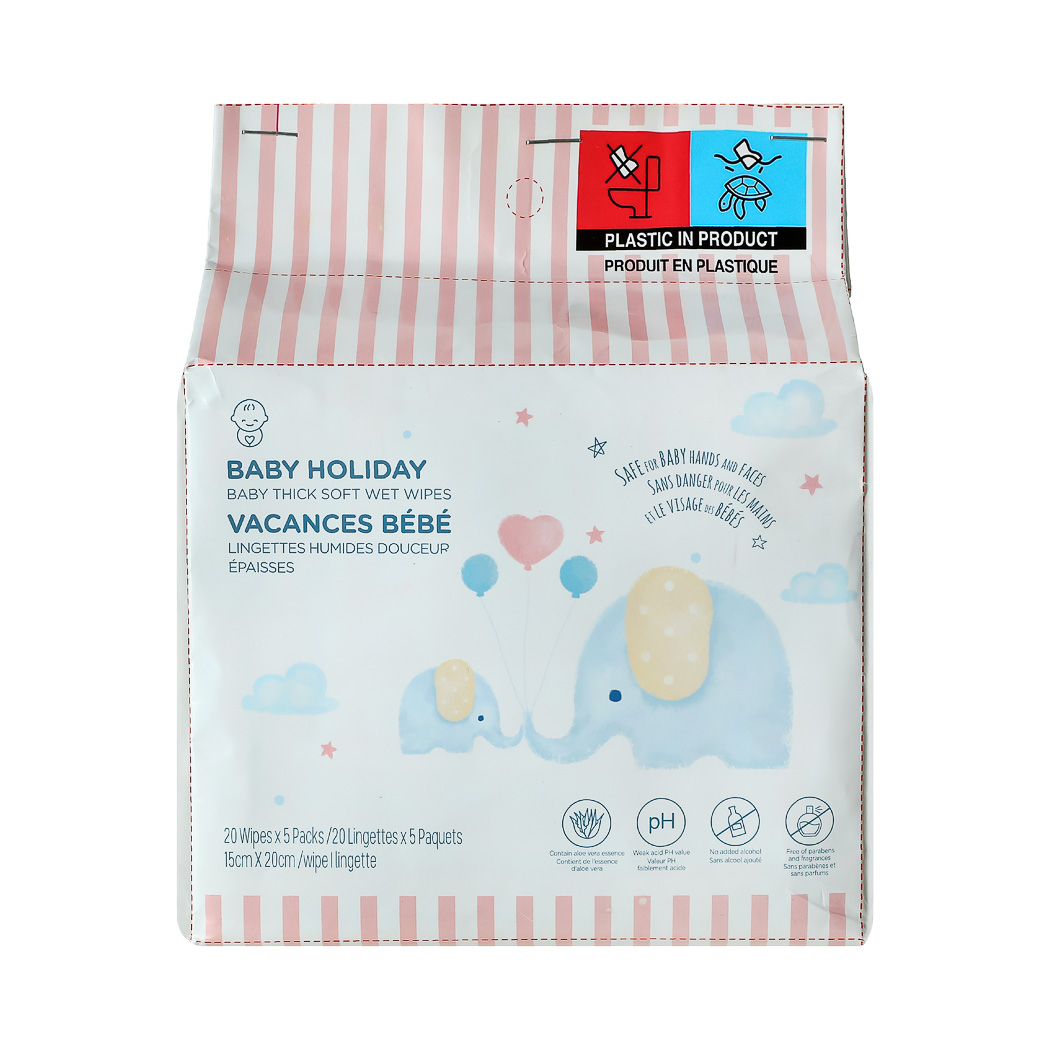 PLASTIC IN PRODUCT
PRODUIT EN PLASTIQUE
BABY HOLIDAY
BABY THICK SOFT WET WIPES
VACANCES BÉBÉ
LINGETTES HUMIDES DOUCEUR
ÉPAISSES
SAFE FOR BABY HANDS AND FACES
SANS DANGER POUR LES MAINS
ET LE VISAGE DES BÉBÉS
20 Wipes x 5 Packs /20 Lingettes x 5 Paquets
15cm X 20cm /wipe l lingette
pH
Contain aloe vera essence
Contient de l'essence
d'aloe vera
Weak acid PH value
Valeur PH
faiblement acide
No added alcohol
Sans alcool ajouté
Free of parabens
and fragrances
Sans parabènes et
sans parfums